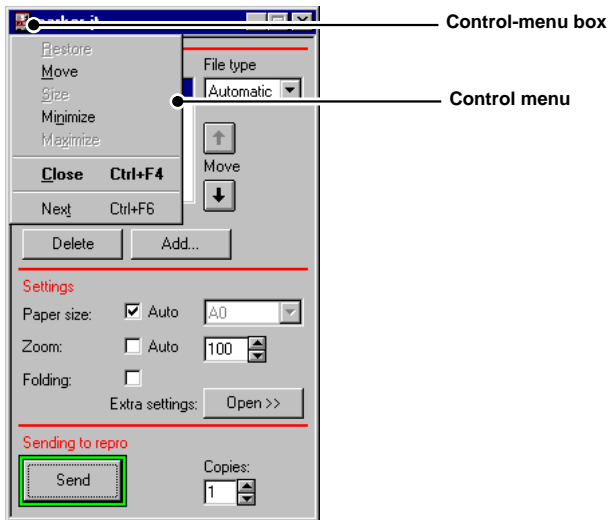 Control-menu box
Restore
Move
Size
Minimize
Maximize
Close Ctrl+F4
Next Ctrl+F6
File type
Automatic
Control menu
Move
Delete Add...
Settings
Paper size: Auto A0
Zoom: Auto 100
Folding:
Extra settings: Open >>
Sending to repro
Send
Copies:
1